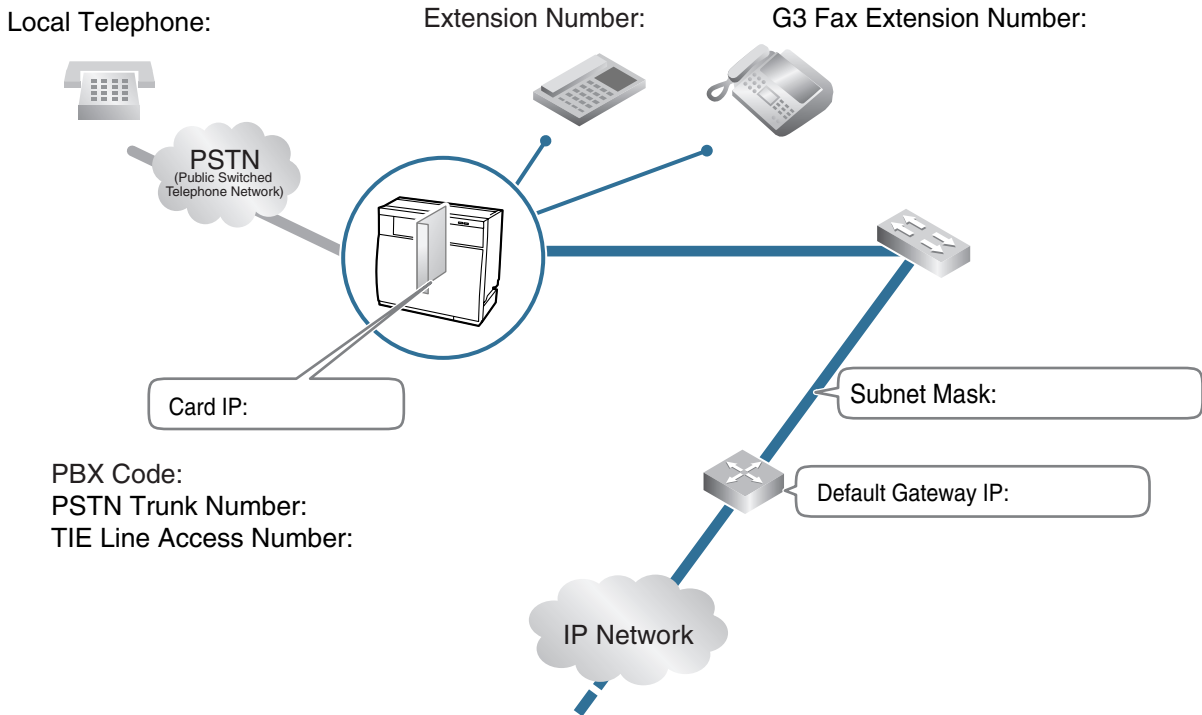 Local Telephone:
Extension Number:
G3 Fax Extension Number:
PSTN
(Public Switched
Telephone Network)
Card IP:
Subnet Mask:
PBX Code:
PSTN Trunk Number:
TIE Line Access Number:
Default Gateway IP:
IP Network